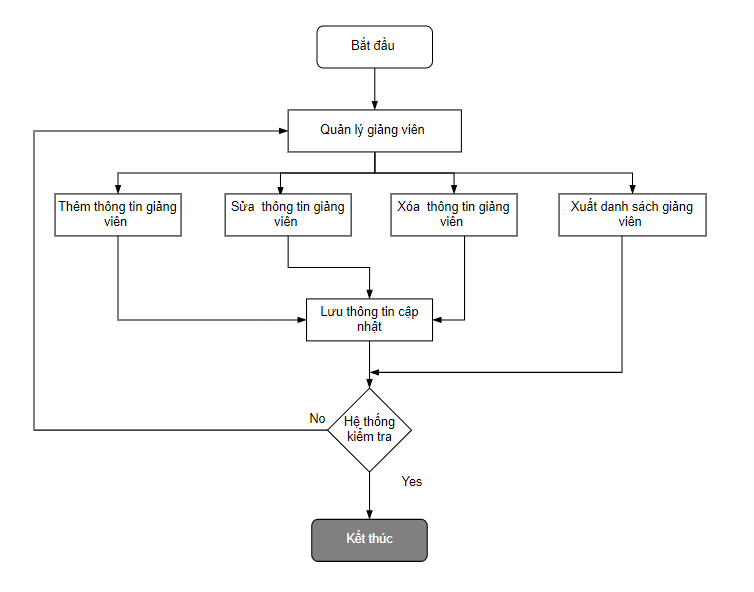 Bắt đầu
Quản lý giảng viên
Thêm thông tin giảng
viên
Sửa thông tin giảng
viên
Xóa thông tin giảng
viên
Xuất danh sách giảng
viên
Lưu thông tin cập
nhật
No
Hệ thống
kiểm tra
Yes
Kết thúc